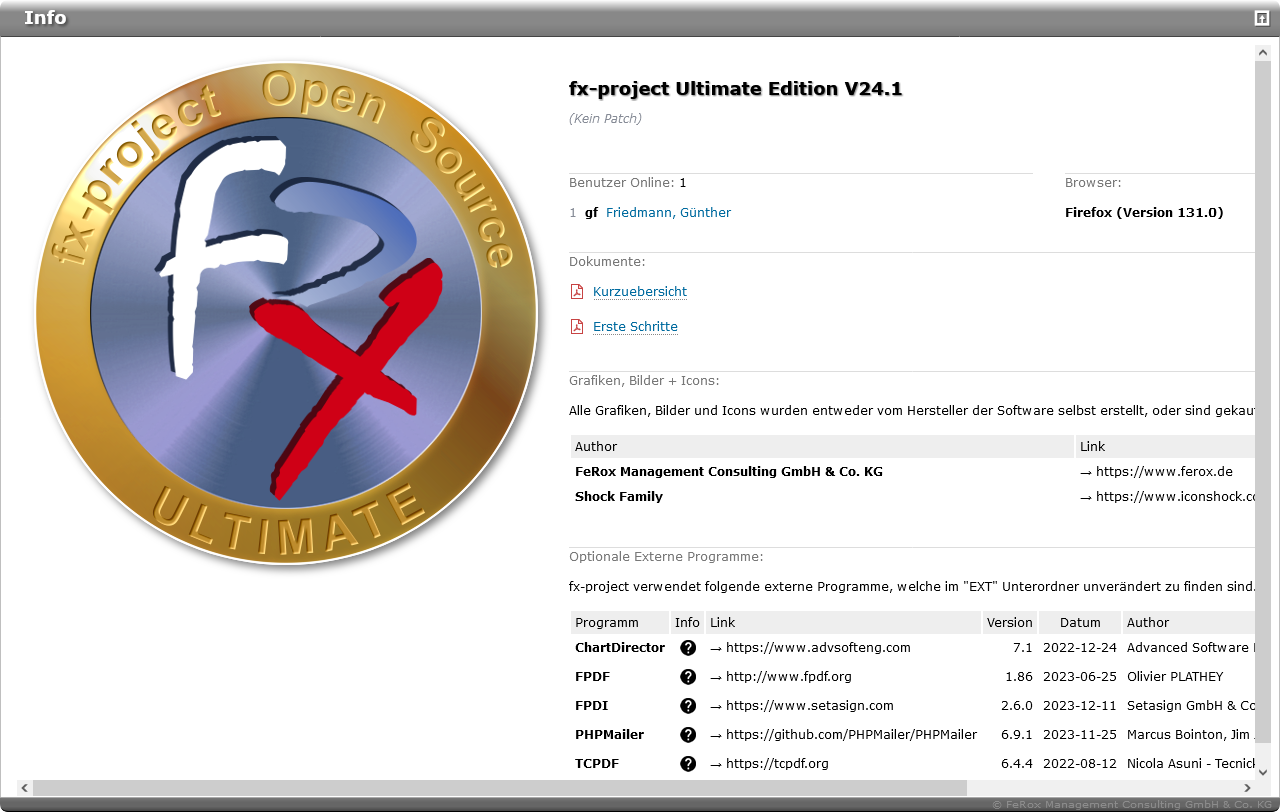 Info
fx-project Open Source
ULTIMATE
fx-project Ultimate Edition V24.1
(Kein Patch)
Benutzer Online: 1
1 gf Friedmann, Günther
Browser:
Firefox (Version 131.0)
Dokumente:
Kurzuebersicht
Erste Schritte
Grafiken, Bilder + Icons:
Alle Grafiken, Bilder und Icons wurden entweder vom Hersteller der Software selbst erstellt, oder sind gekau
Author Link
FeRox Management Consulting GmbH & Co. KG → https://www.ferox.de
Shock Family → https://www.iconshock.co
Optionale Externe Programme:
fx-project verwendet folgende externe Programme, welche im "EXT" Unterordner unverändert zu finden sind.
Programm Info Link Version Datum Author
ChartDirector ? → https://www.advsofteng.com 7.1 2022-12-24 Advanced Software
FPDF ? → http://www.fpdf.org 1.86 2023-06-25 Olivier PLATHEY
FPDI ? → https://www.setasign.com 2.6.0 2023-12-11 Setasign GmbH & Co
PHPMailer ? → https://github.com/PHPMailer/PHPMailer 6.9.1 2023-11-25 Marcus Bointon, Jim
TCPDF ? → https://tcpdf.org 6.4.4 2022-08-12 Nicola Asuni - Tecnick
© FeRox Management Consulting GmbH & Co. KG